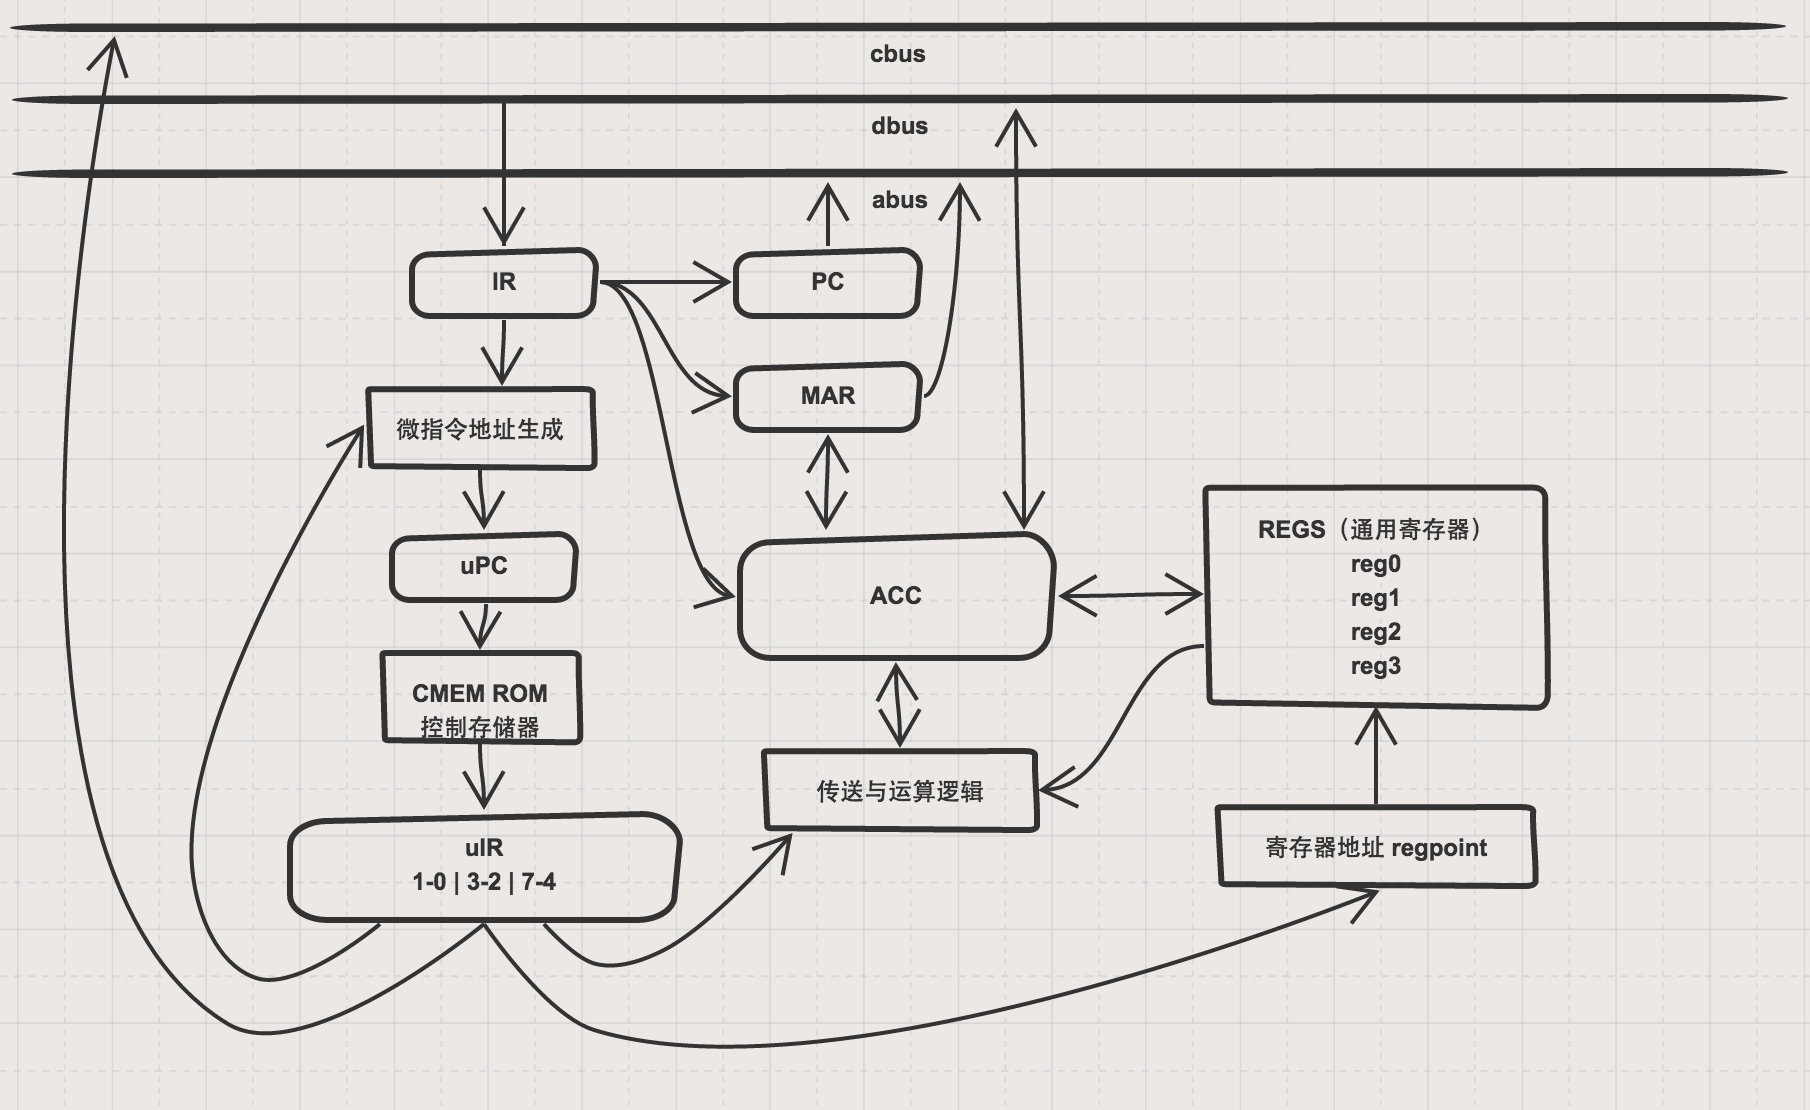 cbus
dbus
abus
IR
PC
MAR
微指令地址生成
uPC
ACC
REGS（通用寄存器）
reg0
reg1
reg2
reg3
CMEM ROM
控制存储器
传送与运算逻辑
uIR
1-0 | 3-2 | 7-4
寄存器地址 regpoint